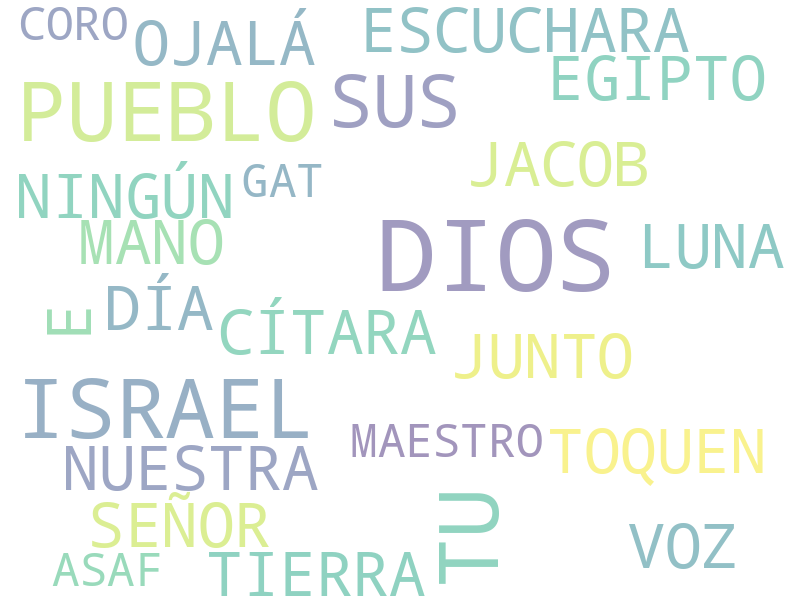 CORO
OJALÁ
ESCUCHARA
PUEBLO
SUS
EGIPTO
NINGÚN
GAT
JACOB
MANO
DIOS
LUNA
E
DÍA
CÍTARA
JUNTO
ISRAEL
MAESTRO
NUESTRA
TOQUEN
SEÑOR
TU
VOZ
ASAF
TIERRA